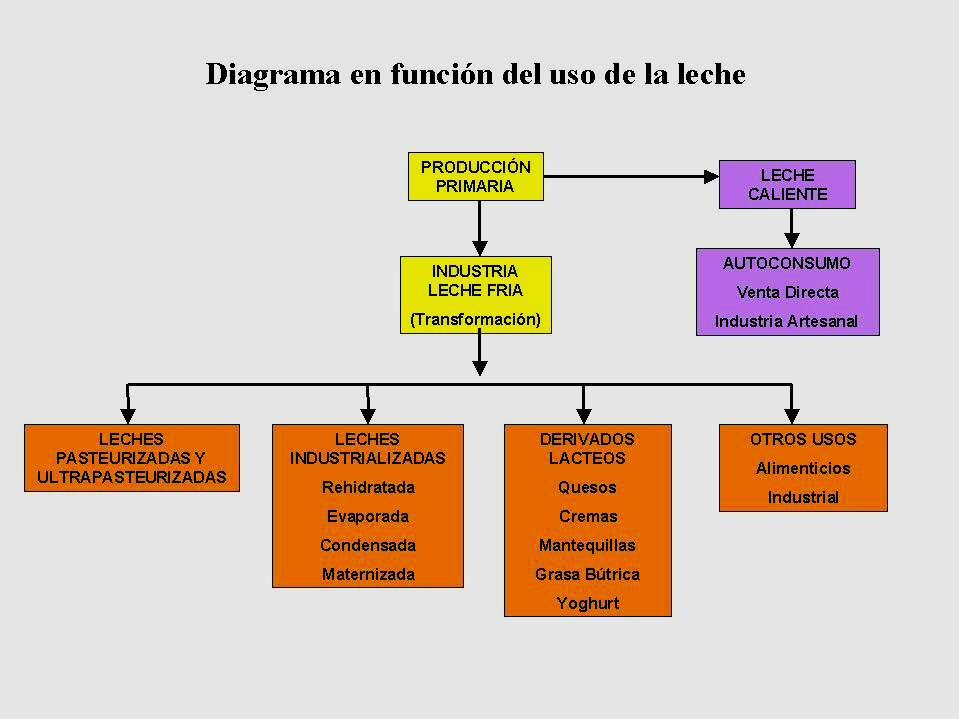 Diagrama en función del uso de la leche
PRODUCCIÓN
PRIMARIA
LECHE
CALIENTE
INDUSTRIA
LECHE FRIA
(Transformación)
AUTOCONSUMO
Venta Directa
Industria Artesanal
LECHES
PASTEURIZADAS Y
ULTRAPASTEURIZADAS
LECHES
INDUSTRIALIZADAS
Rehidratada
Evaporada
Condensada
Maternizada
DERIVADOS
LACTEOS
Quesos
Cremas
Mantequillas
Grasa Bútrica
Yoghurt
OTROS USOS
Alimenticios
Industrial